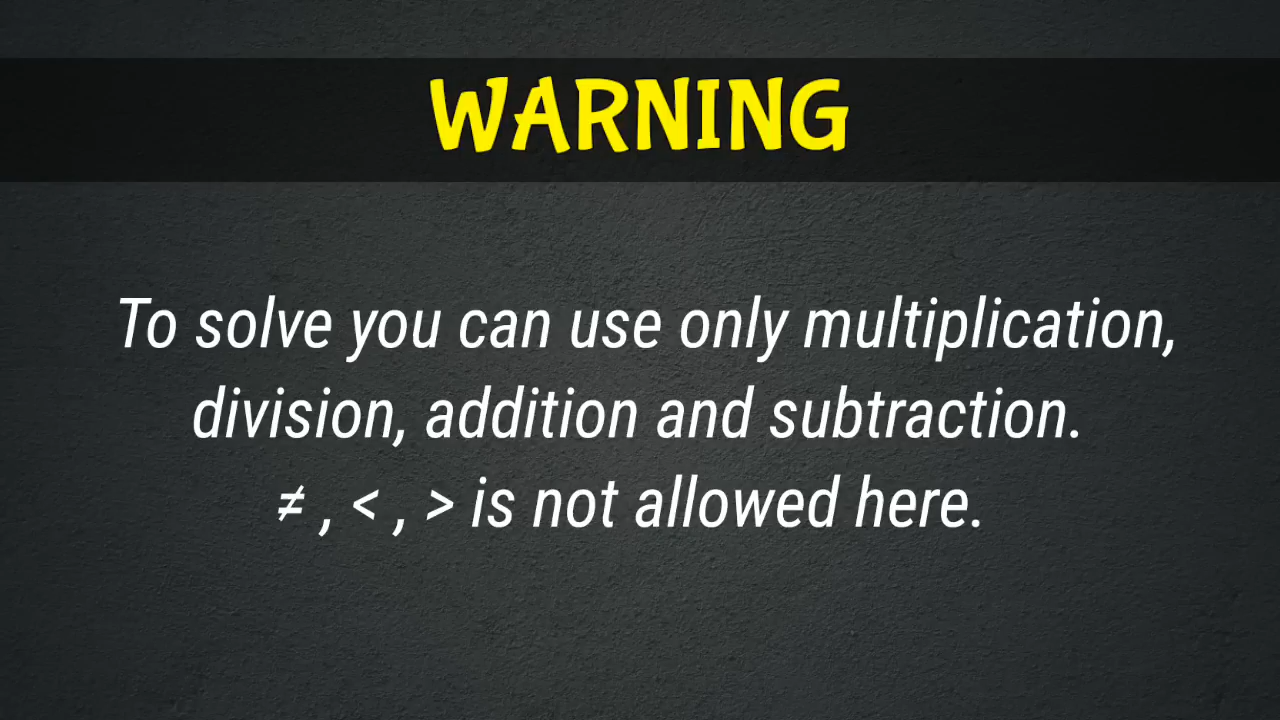 WARNING
To solve you can use only multiplication,
division, addition and subtraction.
≠ , < , > is not allowed here.